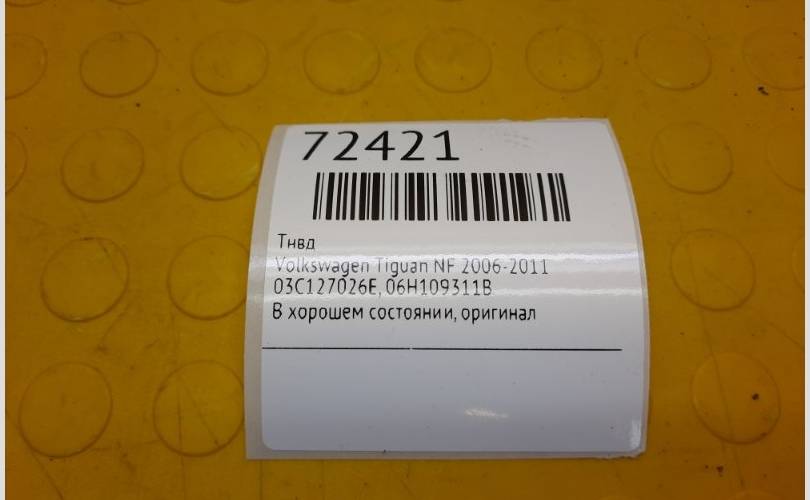 72421
Тнвд
Volkswagen Tiguan NF 2006-2011
03C127026E, 06H109311B
В хорошем состоянии, оригинал